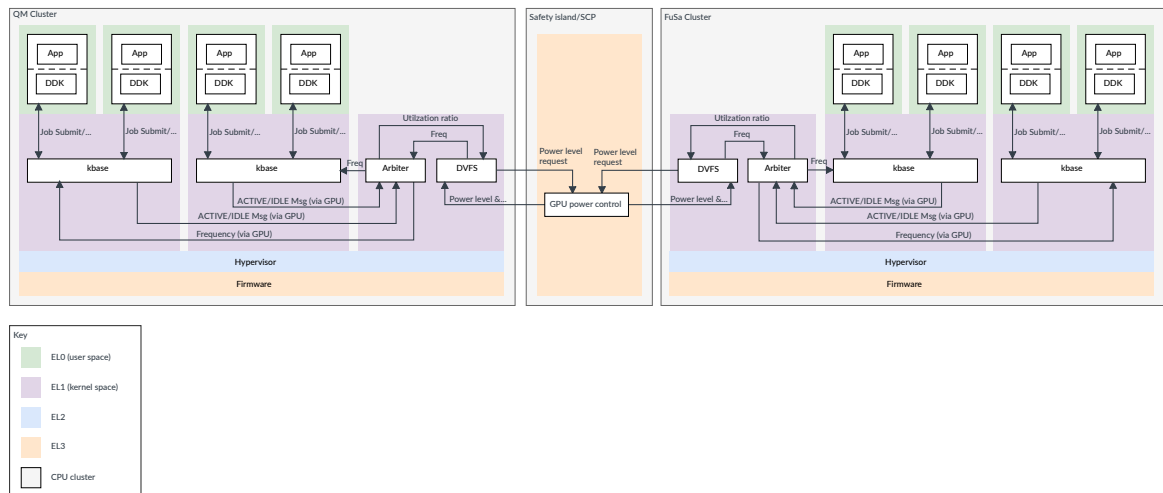 QM Cluster
Safety island/SCP
FuSa Cluster
App
App
App
App
App
App
App
App
DDK
DDK
DDK
DDK
DDK
DDK
DDK
DDK
Job Submit/...
Job Submit/...
Job Submit/...
Job Submit/...
Job Submit/...
Job Submit/...
Job Submit/...
Job Submit/...
Utilzation ratio
Freq
Utilzation ratio
Freq
Power level
request
Power level
request
kbase
kbase
Freq
Arbiter
DVFS
DVFS
Arbiter
Freq
kbase
kbase
Power level &...
GPU power control
Power level &...
ACTIVE/IDLE Msg (via GPU)
ACTIVE/IDLE Msg (via GPU)
Frequency (via GPU)
ACTIVE/IDLE Msg (via GPU)
ACTIVE/IDLE Msg (via GPU)
Frequency (via GPU)
Hypervisor
Hypervisor
Firmware
Firmware
Key
EL0 (user space)
EL1 (kernel space)
EL2
EL3
CPU cluster